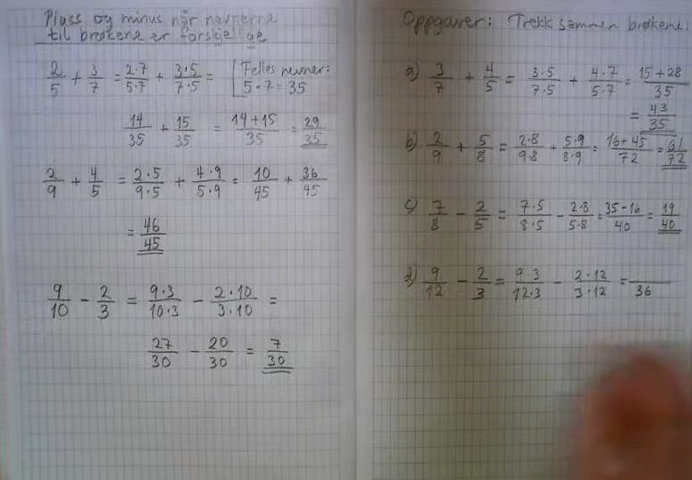 Pluss og minus når nevnerne
til brøkene er forskjellige
2/5 + 3/7 = 2·7/5·7 + 3·5/7·5 = Felles nevner:
5·7 = 35
14/35 + 15/35 = 14+15/35 = 29/35
2/9 + 4/5 = 2·5/9·5 + 4·9/5·9 = 10/45 + 36/45
= 46/45
9/10 - 2/3 = 9·3/10·3 - 2·10/3·10 =
27/30 - 20/30 = 7/30
Oppgaver: Trekk sammen brøkene:
a) 3/7 + 4/5 = 3·5/7·5 + 4·7/5·7 = 15+28/35
= 43/35
b) 2/9 + 5/8 = 2·8/9·8 + 5·9/8·9 = 16+45/72 = 61/72
c) 7/8 - 2/5 = 7·5/8·5 - 2·8/5·8 = 35-16/40 = 19/40
d) 9/12 - 2/3 = 9·3/12·3 - 2·12/3·12 = /36